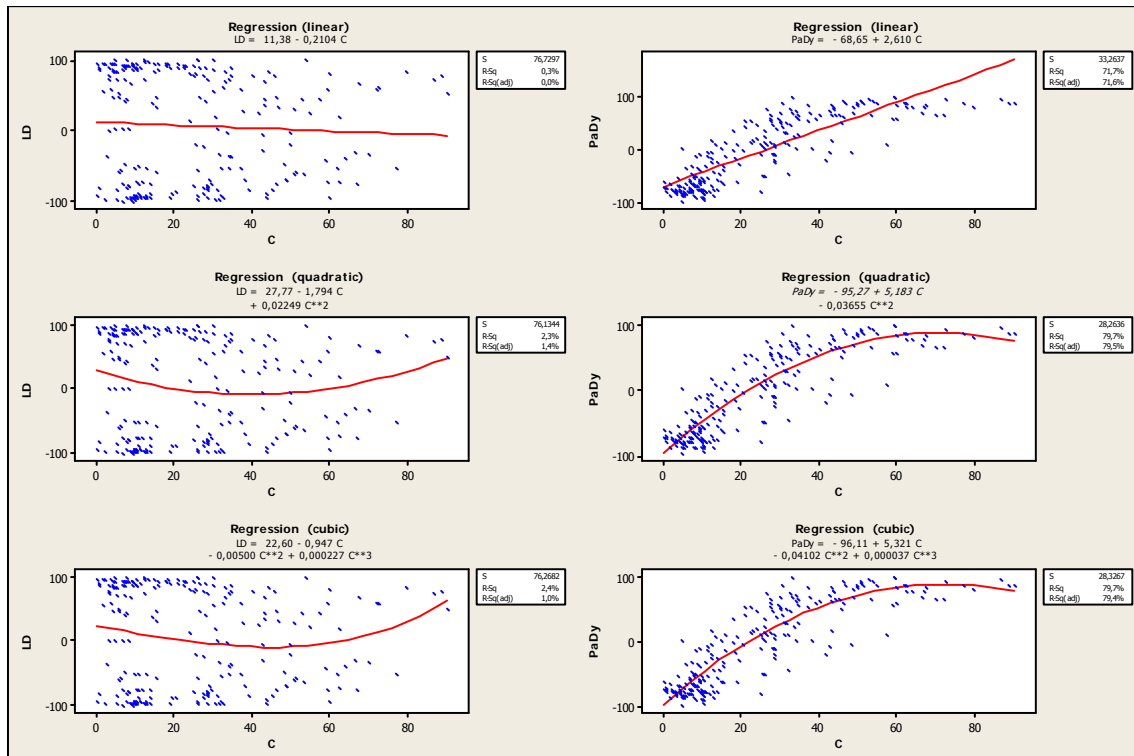 Regression (linear)
LD = 11,38 - 0,2104 C
S 76,7297
R-Sq 0,3%
R-Sq(adj) 0,0%
LD
100
0
-100
0 20 40 60 80
C
Regression (linear)
PaDy = - 68,65 + 2,610 C
S 33,2637
R-Sq 71,7%
R-Sq(adj) 71,6%
PaDy
100
0
-100
0 20 40 60 80
C
Regression (quadratic)
LD = 27,77 - 1,794 C
+ 0,02249 C**2
S 76,1344
R-Sq 2,3%
R-Sq(adj) 1,4%
LD
100
0
-100
0 20 40 60 80
C
Regression (quadratic)
PaDy = - 95,27 + 5,183 C
- 0,03655 C**2
S 28,2636
R-Sq 79,7%
R-Sq(adj) 79,5%
PaDy
100
0
-100
0 20 40 60 80
C
Regression (cubic)
LD = 22,60 - 0,947 C
- 0,00500 C**2 + 0,000227 C**3
S 76,2682
R-Sq 2,4%
R-Sq(adj) 1,0%
LD
100
0
-100
0 20 40 60 80
C
Regression (cubic)
PaDy = - 96,11 + 5,321 C
- 0,04102 C**2 + 0,000037 C**3
S 28,3267
R-Sq 79,7%
R-Sq(adj) 79,4%
PaDy
100
0
-100
0 20 40 60 80
C